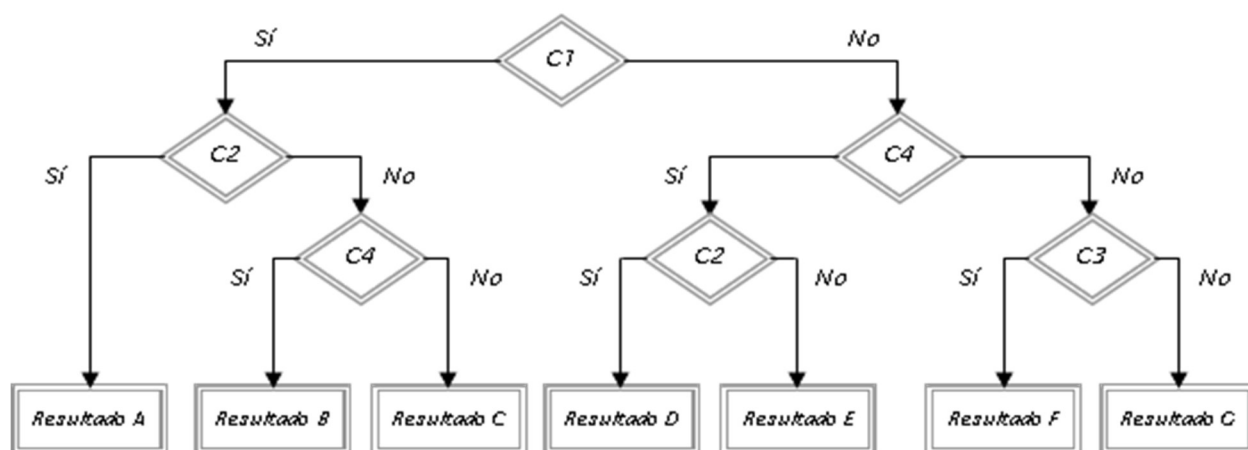 C1
Sí
No
C2
C4
Sí
No
Sí
No
C4
C2
C3
Sí
No
Sí
No
Sí
No
Resultado A
Resultado B
Resultado C
Resultado D
Resultado E
Resultado F
Resultado G